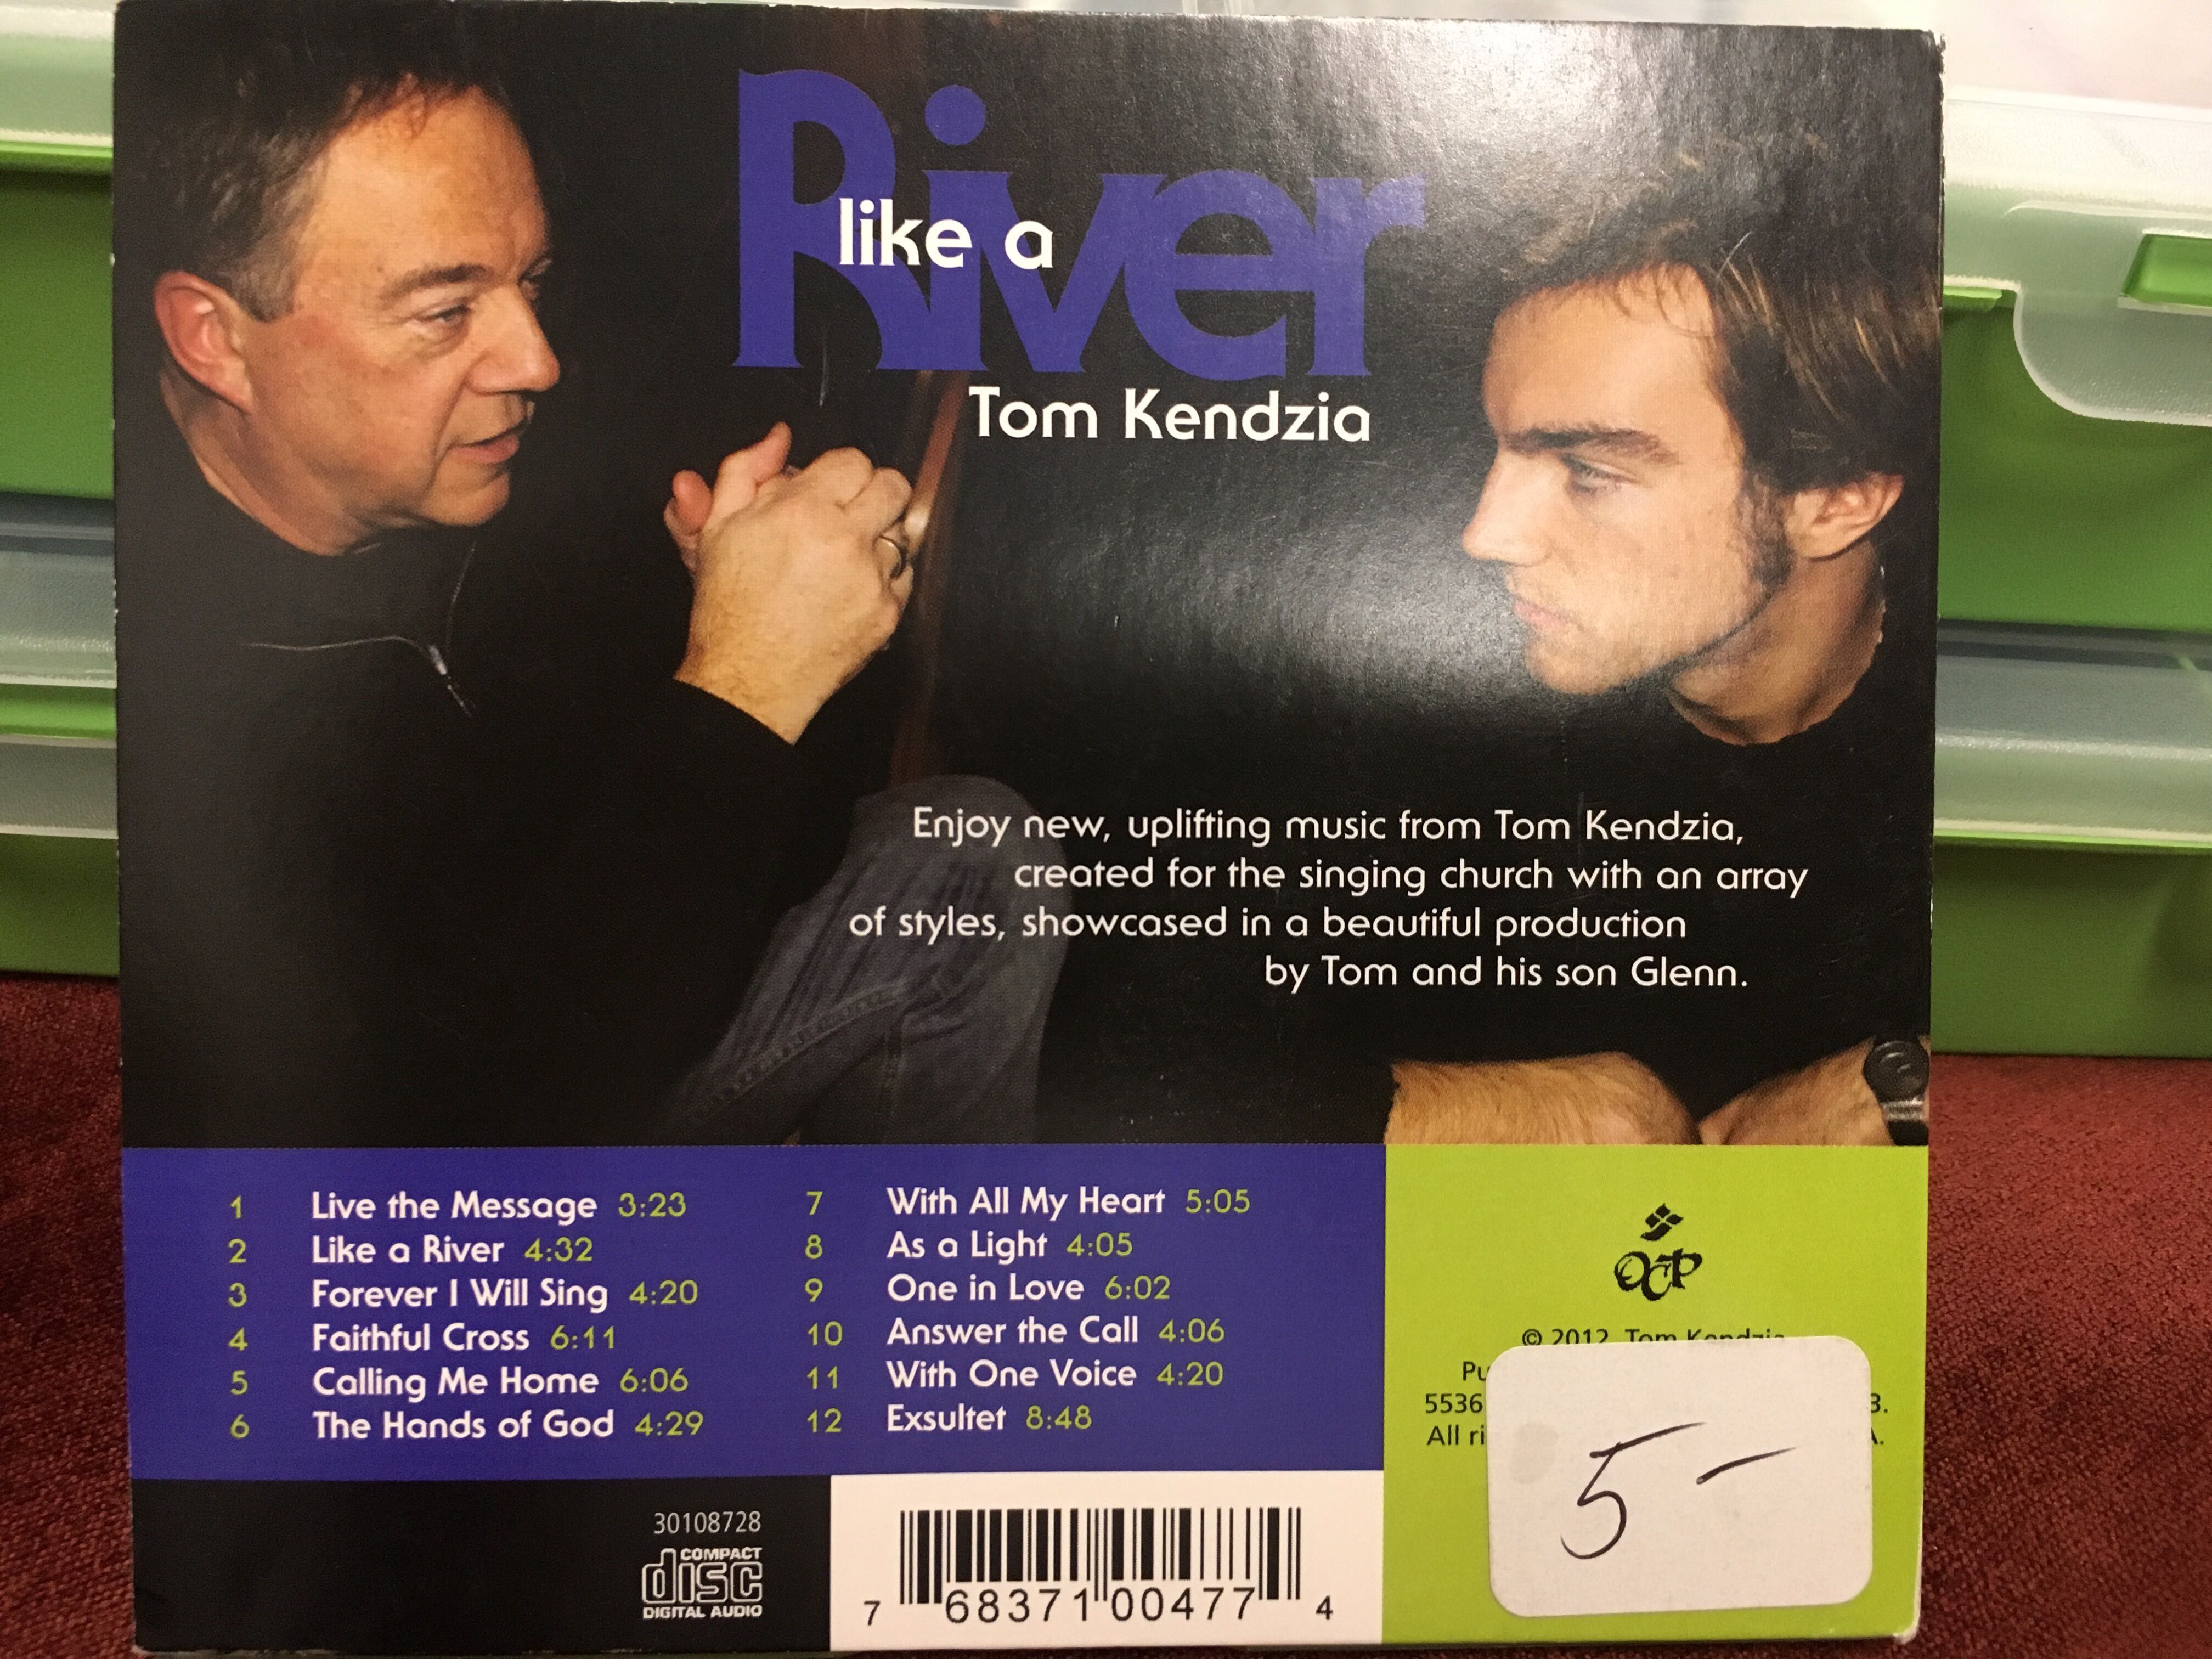 River
like a
Tom Kendzia
Enjoy new, uplifting music from Tom Kendzia,
created for the singing church with an array
of styles, showcased in a beautiful production
by Tom and his son Glenn.
1 Live the Message 3:23
2 Like a River 4:32
3 Forever I Will Sing 4:20
4 Faithful Cross 6:11
5 Calling Me Home 6:06
6 The Hands of God 4:29
7 With All My Heart 5:05
8 As a Light 4:05
9 One in Love 6:02
10 Answer the Call 4:06
11 With One Voice 4:20
12 Exsultet 8:48
OCP
© 2012, Tom Kendzia
5536
All
5-
30108728
COMPACT
disc
DIGITAL AUDIO
7 68371 00477 4